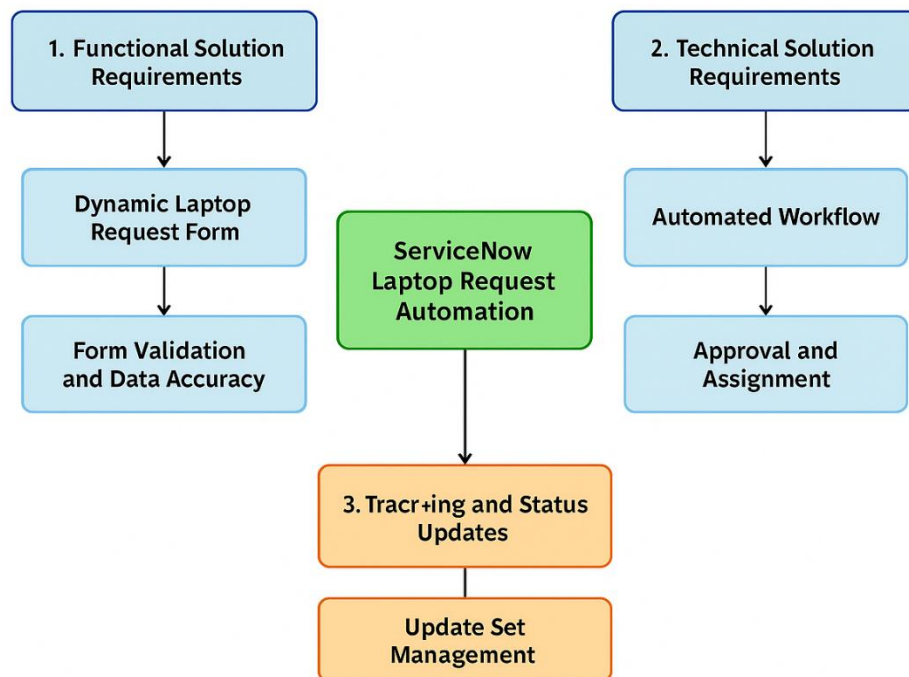 1. Functional Solution
Requirements
Dynamic Laptop
Request Form
Form Validation
and Data Accuracy
ServiceNow
Laptop Request
Automation
2. Technical Solution
Requirements
Automated Workflow
Approval and
Assignment
3. Tracr+ing and Status
Updates
Update Set
Management